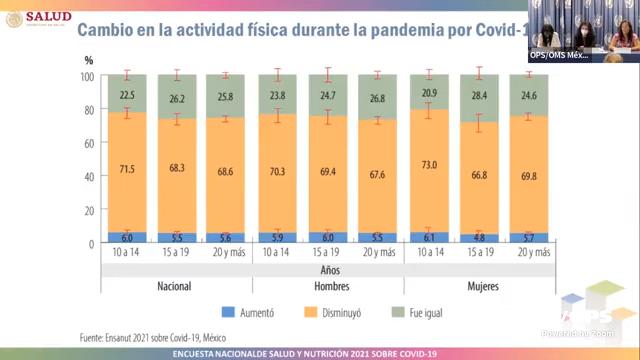 SALUD
SECRETARÍA DE SALUD
Cambio en la actividad física durante la pandemia por Covid-1
OPS/OMS Méx...
%
100
80
60
40
20
0
22.5 26.2 25.8 23.8 24.7 26.8 20.9 28.4 24.6
71.5 68.3 68.6 70.3 69.4 67.6 73.0 66.8 69.8
6.0 5.5 5.6 5.9 6.0 5.5 6.1 4.8 5.7
10 a 14 15 a 19 20 y más 10 a 14 15 a 19 20 y más 10 a 14 15 a 19 20 y más
Años
Nacional Hombres Mujeres
Aumentó Disminuyó Fue igual
Powered by Zoom
Fuente: Ensanut 2021 sobre Covid-19, México
ENCUESTA NACIONALDE SALUD Y NUTRICIÓN 2021 SOBRE COVID-19